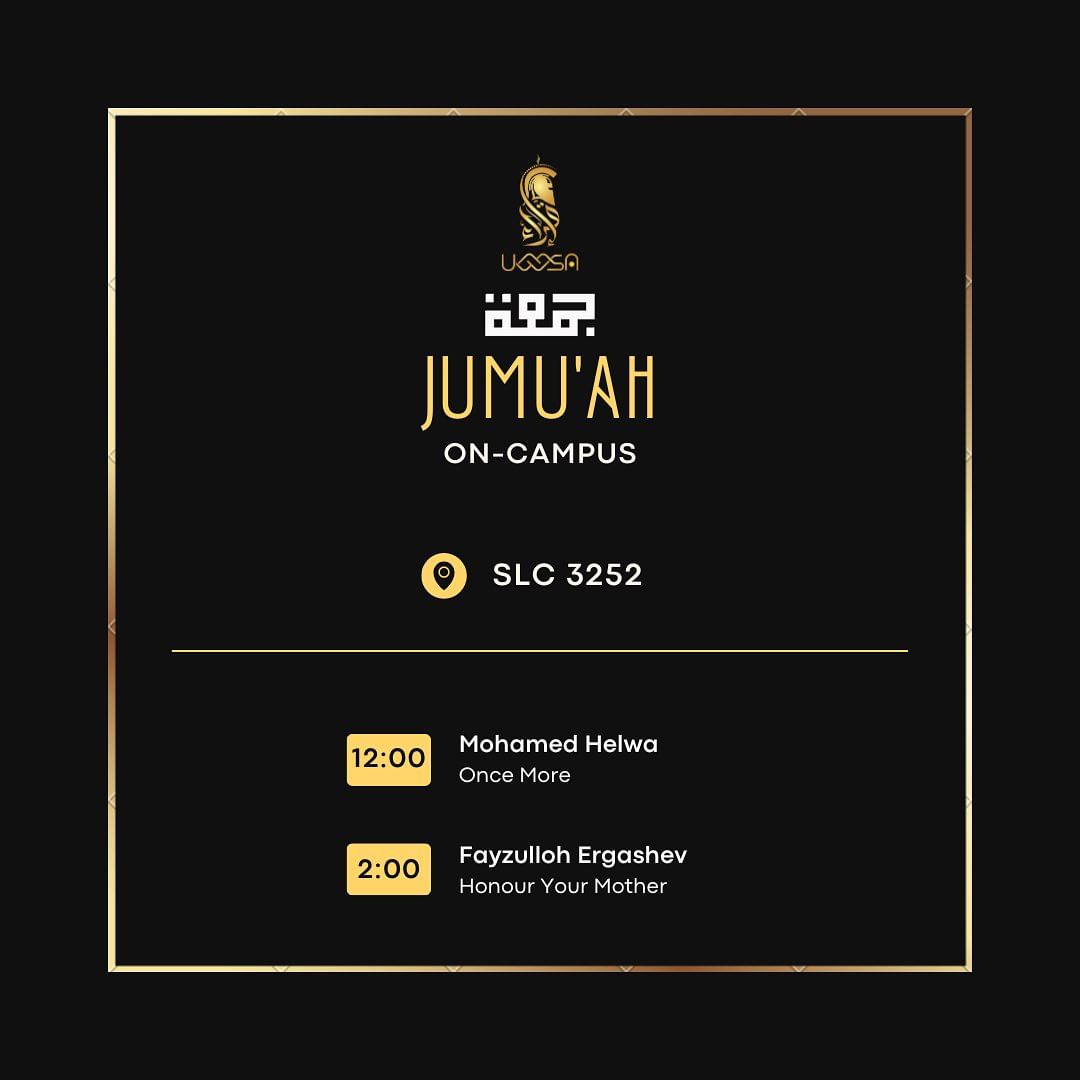 جمعة
JUMU'AH
ON-CAMPUS
SLC 3252
12:00
Mohamed Helwa
Once More
2:00
Fayzulloh Ergashev
Honour Your Mother